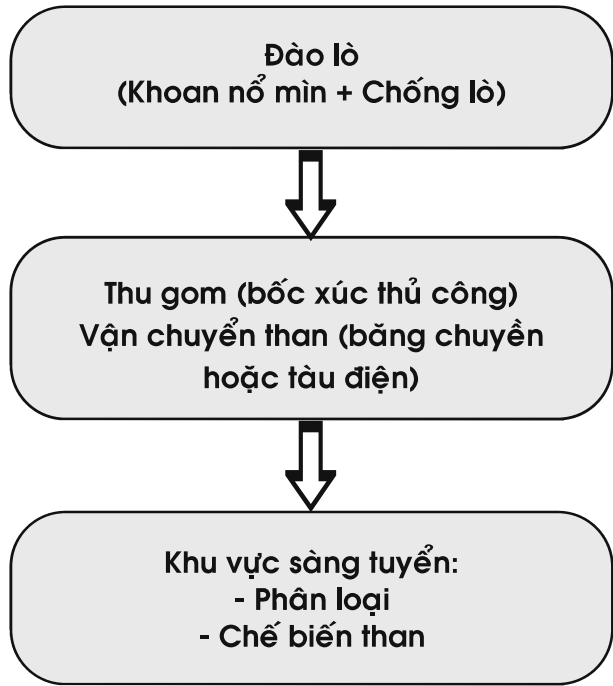 Đào lò
(Khoan nổ mìn + Chống lò)
Thu gom (bốc xúc thủ công)
Vận chuyển than (băng chuyền
hoặc tàu điện)
Khu vực sàng tuyển:
- Phân loại
- Chế biến than